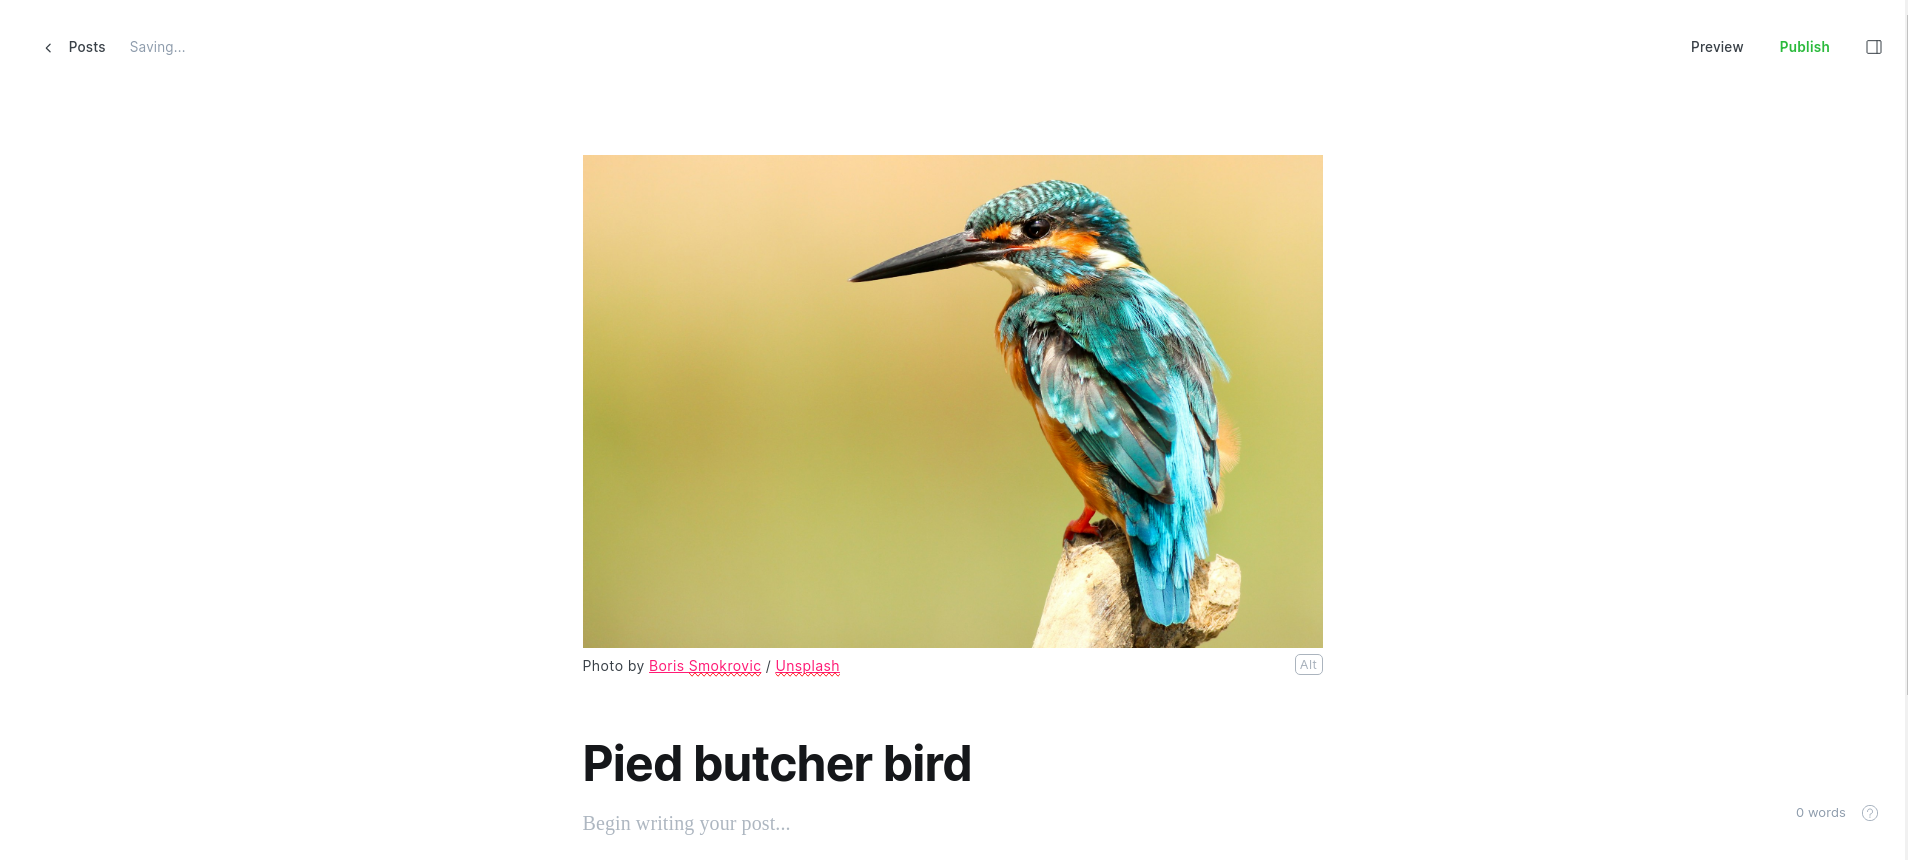 Posts Saving... Preview Publish
Photo by Boris Smokrovic / Unsplash Alt
Pied butcher bird
Begin writing your post...
0 words ?